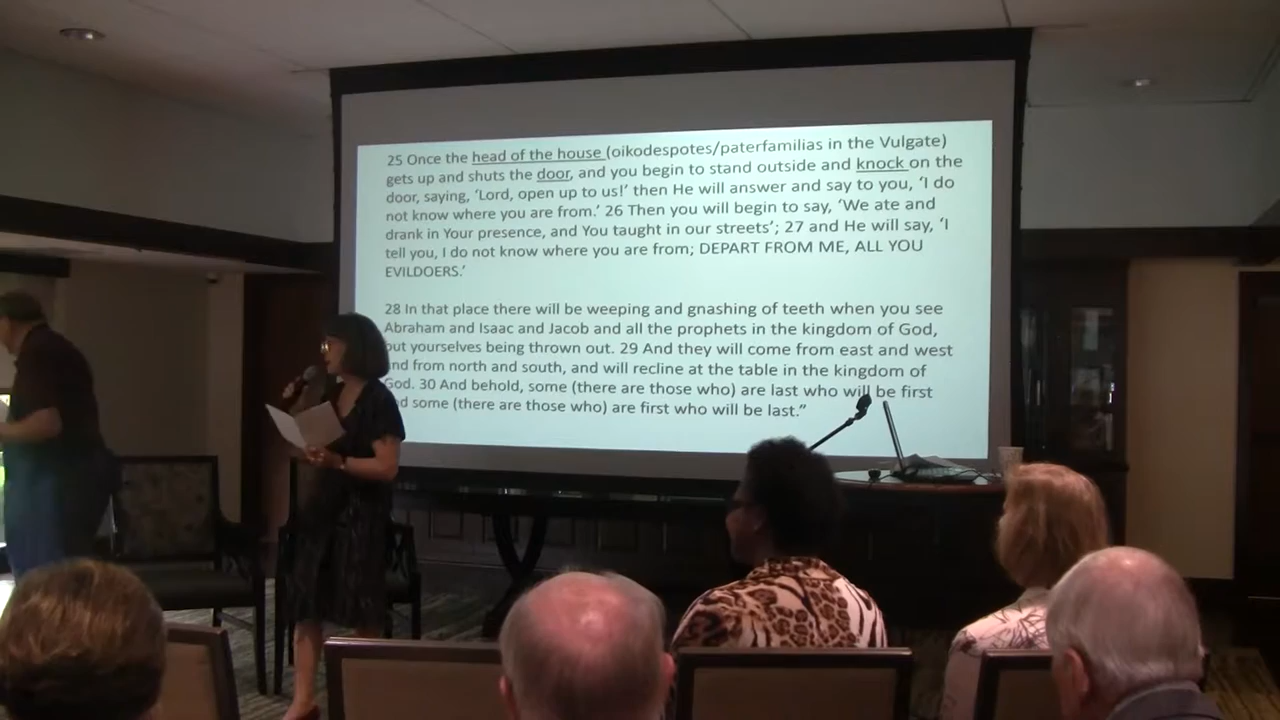 25 Once the head of the house (oikodespotes/paterfamilias in the Vulgate)
gets up and shuts the door, and you begin to stand outside and knock on the
door, saying, ‘Lord, open up to us!’ then He will answer and say to you, ‘I do
not know where you are from.’ 26 Then you will begin to say, ‘We ate and
drank in Your presence, and You taught in our streets’; 27 and He will say, ‘I
tell you, I do not know where you are from; DEPART FROM ME, ALL YOU
EVILDOERS.’
28 In that place there will be weeping and gnashing of teeth when you see
Abraham and Isaac and Jacob and all the prophets in the kingdom of God,
but yourselves being thrown out. 29 And they will come from east and west
and from north and south, and will recline at the table in the kingdom of
God. 30 And behold, some (there are those who) are last who will be first
and some (there are those who) are first who will be last.”